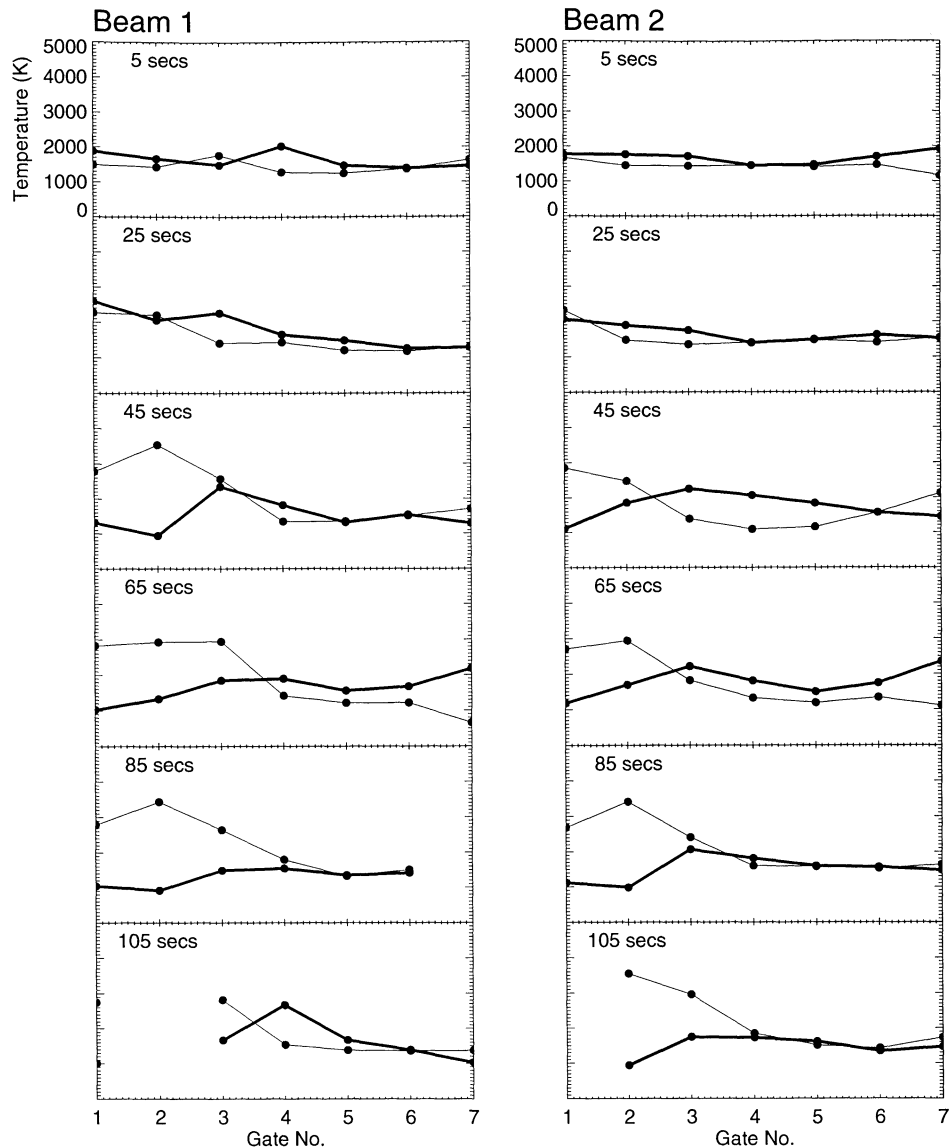 Beam 1
Beam 2
Temperature (K)
5000
4000
3000
2000
1000
0
5 secs
5000
4000
3000
2000
1000
0
5 secs
25 secs
25 secs
45 secs
45 secs
65 secs
65 secs
85 secs
85 secs
105 secs
105 secs
1 2 3 4 5 6 7
1 2 3 4 5 6 7
Gate No.
Gate No.